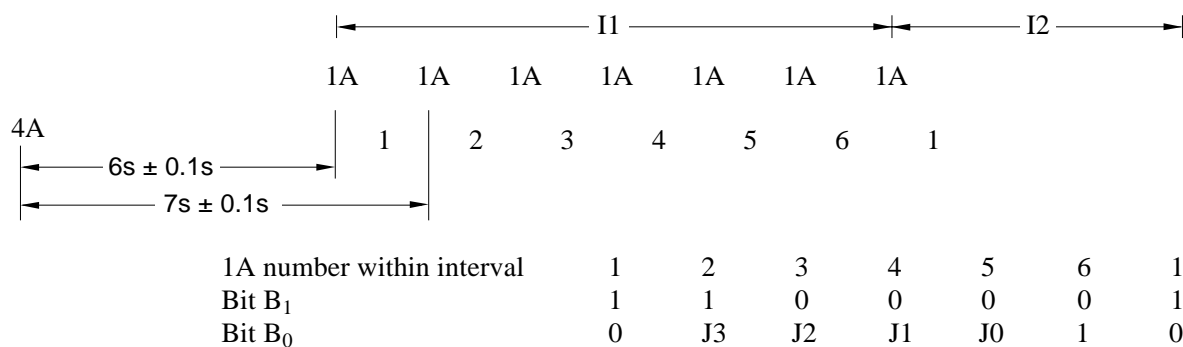 I1 I2
1A 1A 1A 1A 1A 1A 1A
4A
1 2 3 4 5 6 1
6s ± 0.1s
7s ± 0.1s
1A number within interval 1 2 3 4 5 6 1
Bit B₁ 1 1 0 0 0 0 1
Bit B₀ 0 J3 J2 J1 J0 1 0